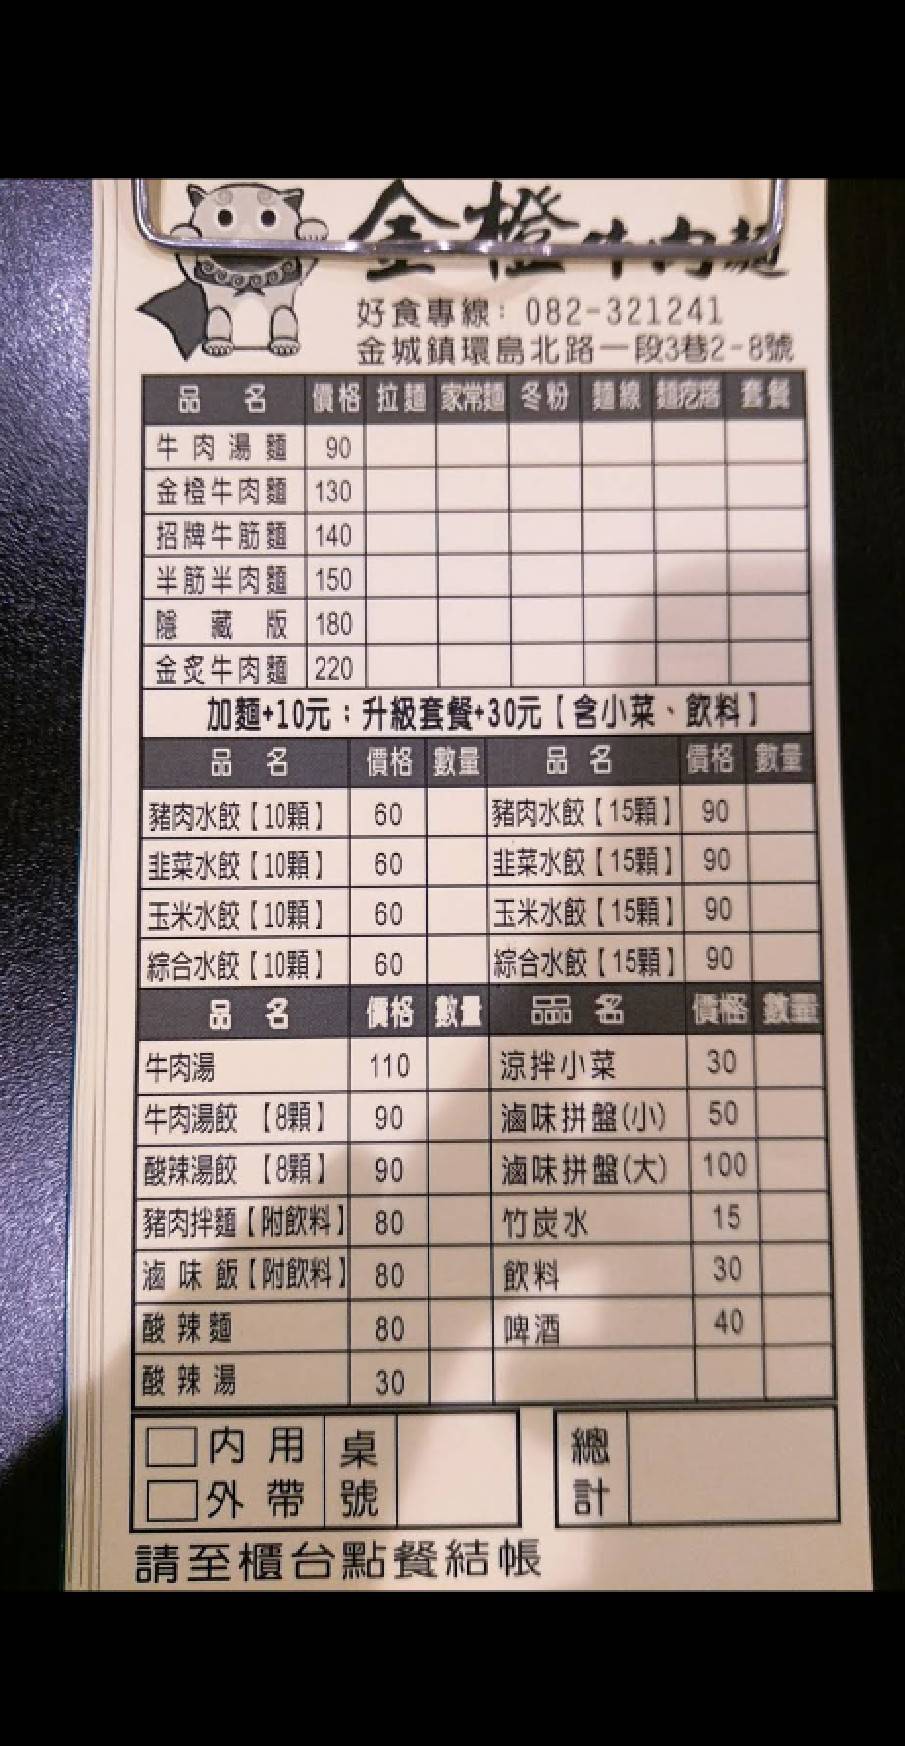 金橙牛肉麵
好食專線：082-321241
金城鎮環島北路一段3巷2-8號
品 名 價格 拉麵 家常麵 冬粉 麵線 麵疙瘩 套餐
牛肉湯麵 90
金橙牛肉麵 130
招牌牛筋麵 140
半筋半肉麵 150
隱藏版 180
金炙牛肉麵 220
加麵+10元；升級套餐+30元【含小菜、飲料】
品 名 價格 數量 品 名 價格 數量
豬肉水餃【10顆】 60 豬肉水餃【15顆】 90
韭菜水餃【10顆】 60 韭菜水餃【15顆】 90
玉米水餃【10顆】 60 玉米水餃【15顆】 90
綜合水餃【10顆】 60 綜合水餃【15顆】 90
品 名 價格 數量 品 名 價格 數量
牛肉湯 110 涼拌小菜 30
牛肉湯餃 【8顆】 90 滷味拼盤(小) 50
酸辣湯餃 【8顆】 90 滷味拼盤(大) 100
豬肉拌麵【附飲料】 80 竹炭水 15
滷味飯【附飲料】 80 飲料 30
酸辣麵 80 啤酒 40
酸辣湯 30
內用 桌號 總計
外帶
請至櫃台點餐結帳